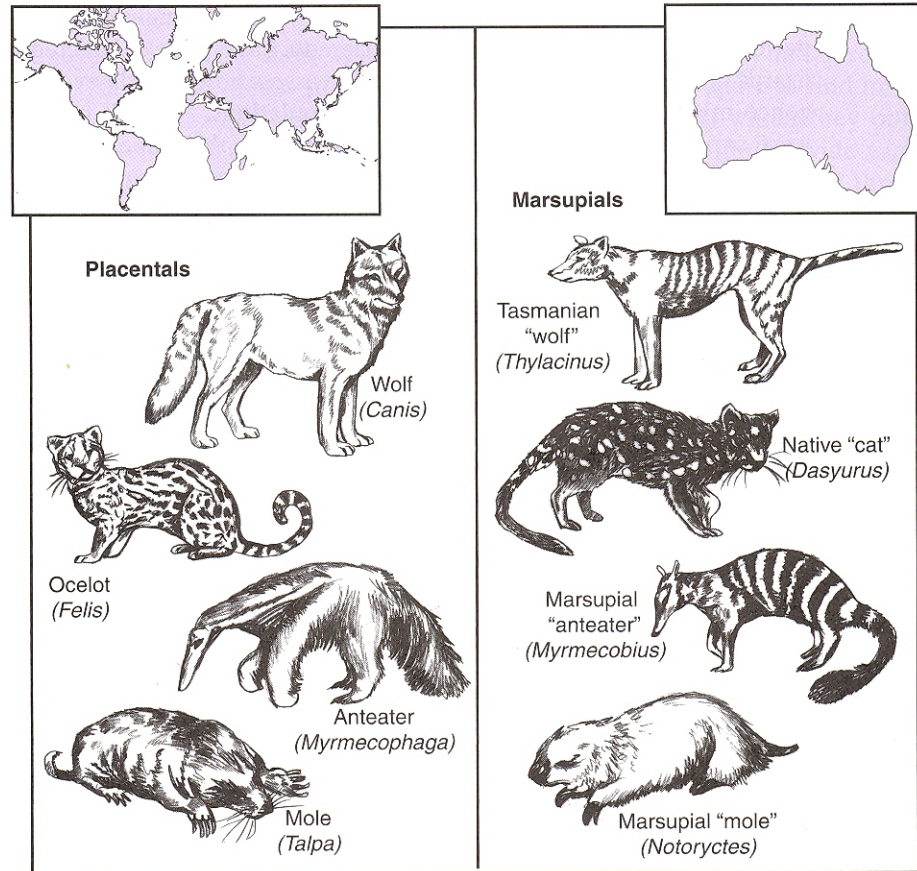 Placentals
Wolf
(Canis)
Ocelot
(Felis)
Anteater
(Myrmecophaga)
Mole
(Talpa)
Marsupials
Tasmanian
“wolf”
(Thylacinus)
Native “cat”
(Dasyurus)
Marsupial
“anteater”
(Myrmecobius)
Marsupial “mole”
(Notoryctes)